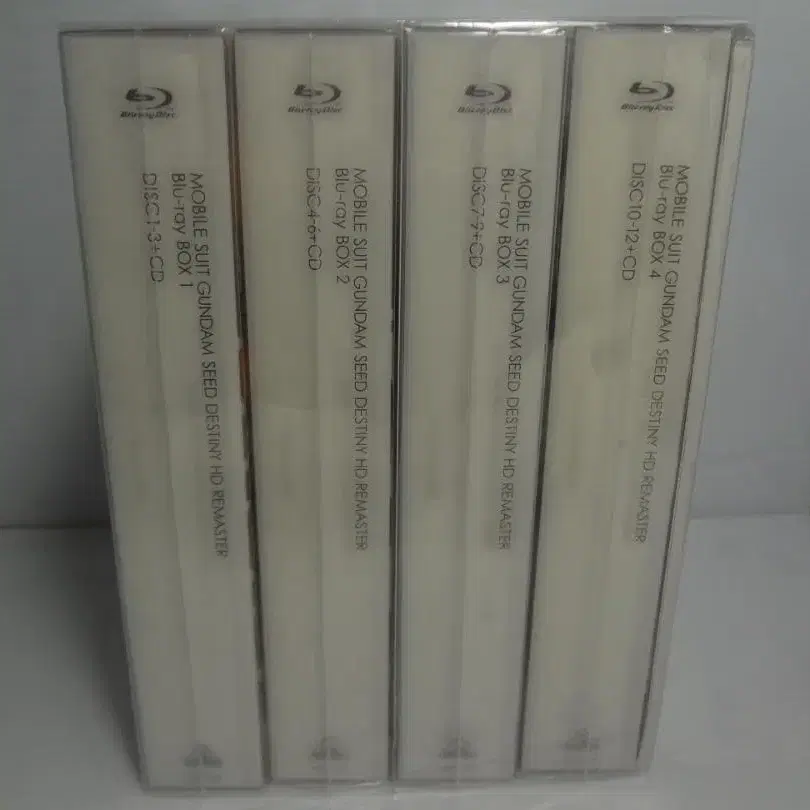 Blu-ray Disc
MOBILE SUIT GUNDAM SEED DESTINY HD REMASTER
Blu-ray BOX 1
DISC1-3+CD
Blu-ray Disc
MOBILE SUIT GUNDAM SEED DESTINY HD REMASTER
Blu-ray BOX 2
DISC4-6+CD
Blu-ray Disc
MOBILE SUIT GUNDAM SEED DESTINY HD REMASTER
Blu-ray BOX 3
DISC7-9+CD
Blu-ray Disc
MOBILE SUIT GUNDAM SEED DESTINY HD REMASTER
Blu-ray BOX 4
DISC10-12+CD